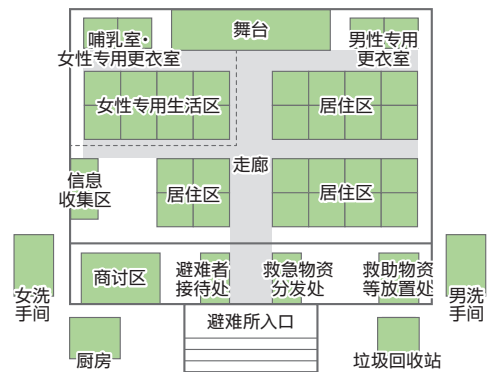 舞台
哺乳室·
女性专用更衣室
男性专用
更衣室
女性专用生活区
居住区
走廊
信息
收集区
居住区
居住区
商讨区
避难者
接待处
救急物资
分发处
救助物资
等放置处
女洗
手间
男洗
手间
避难所入口
厨房
垃圾回收站